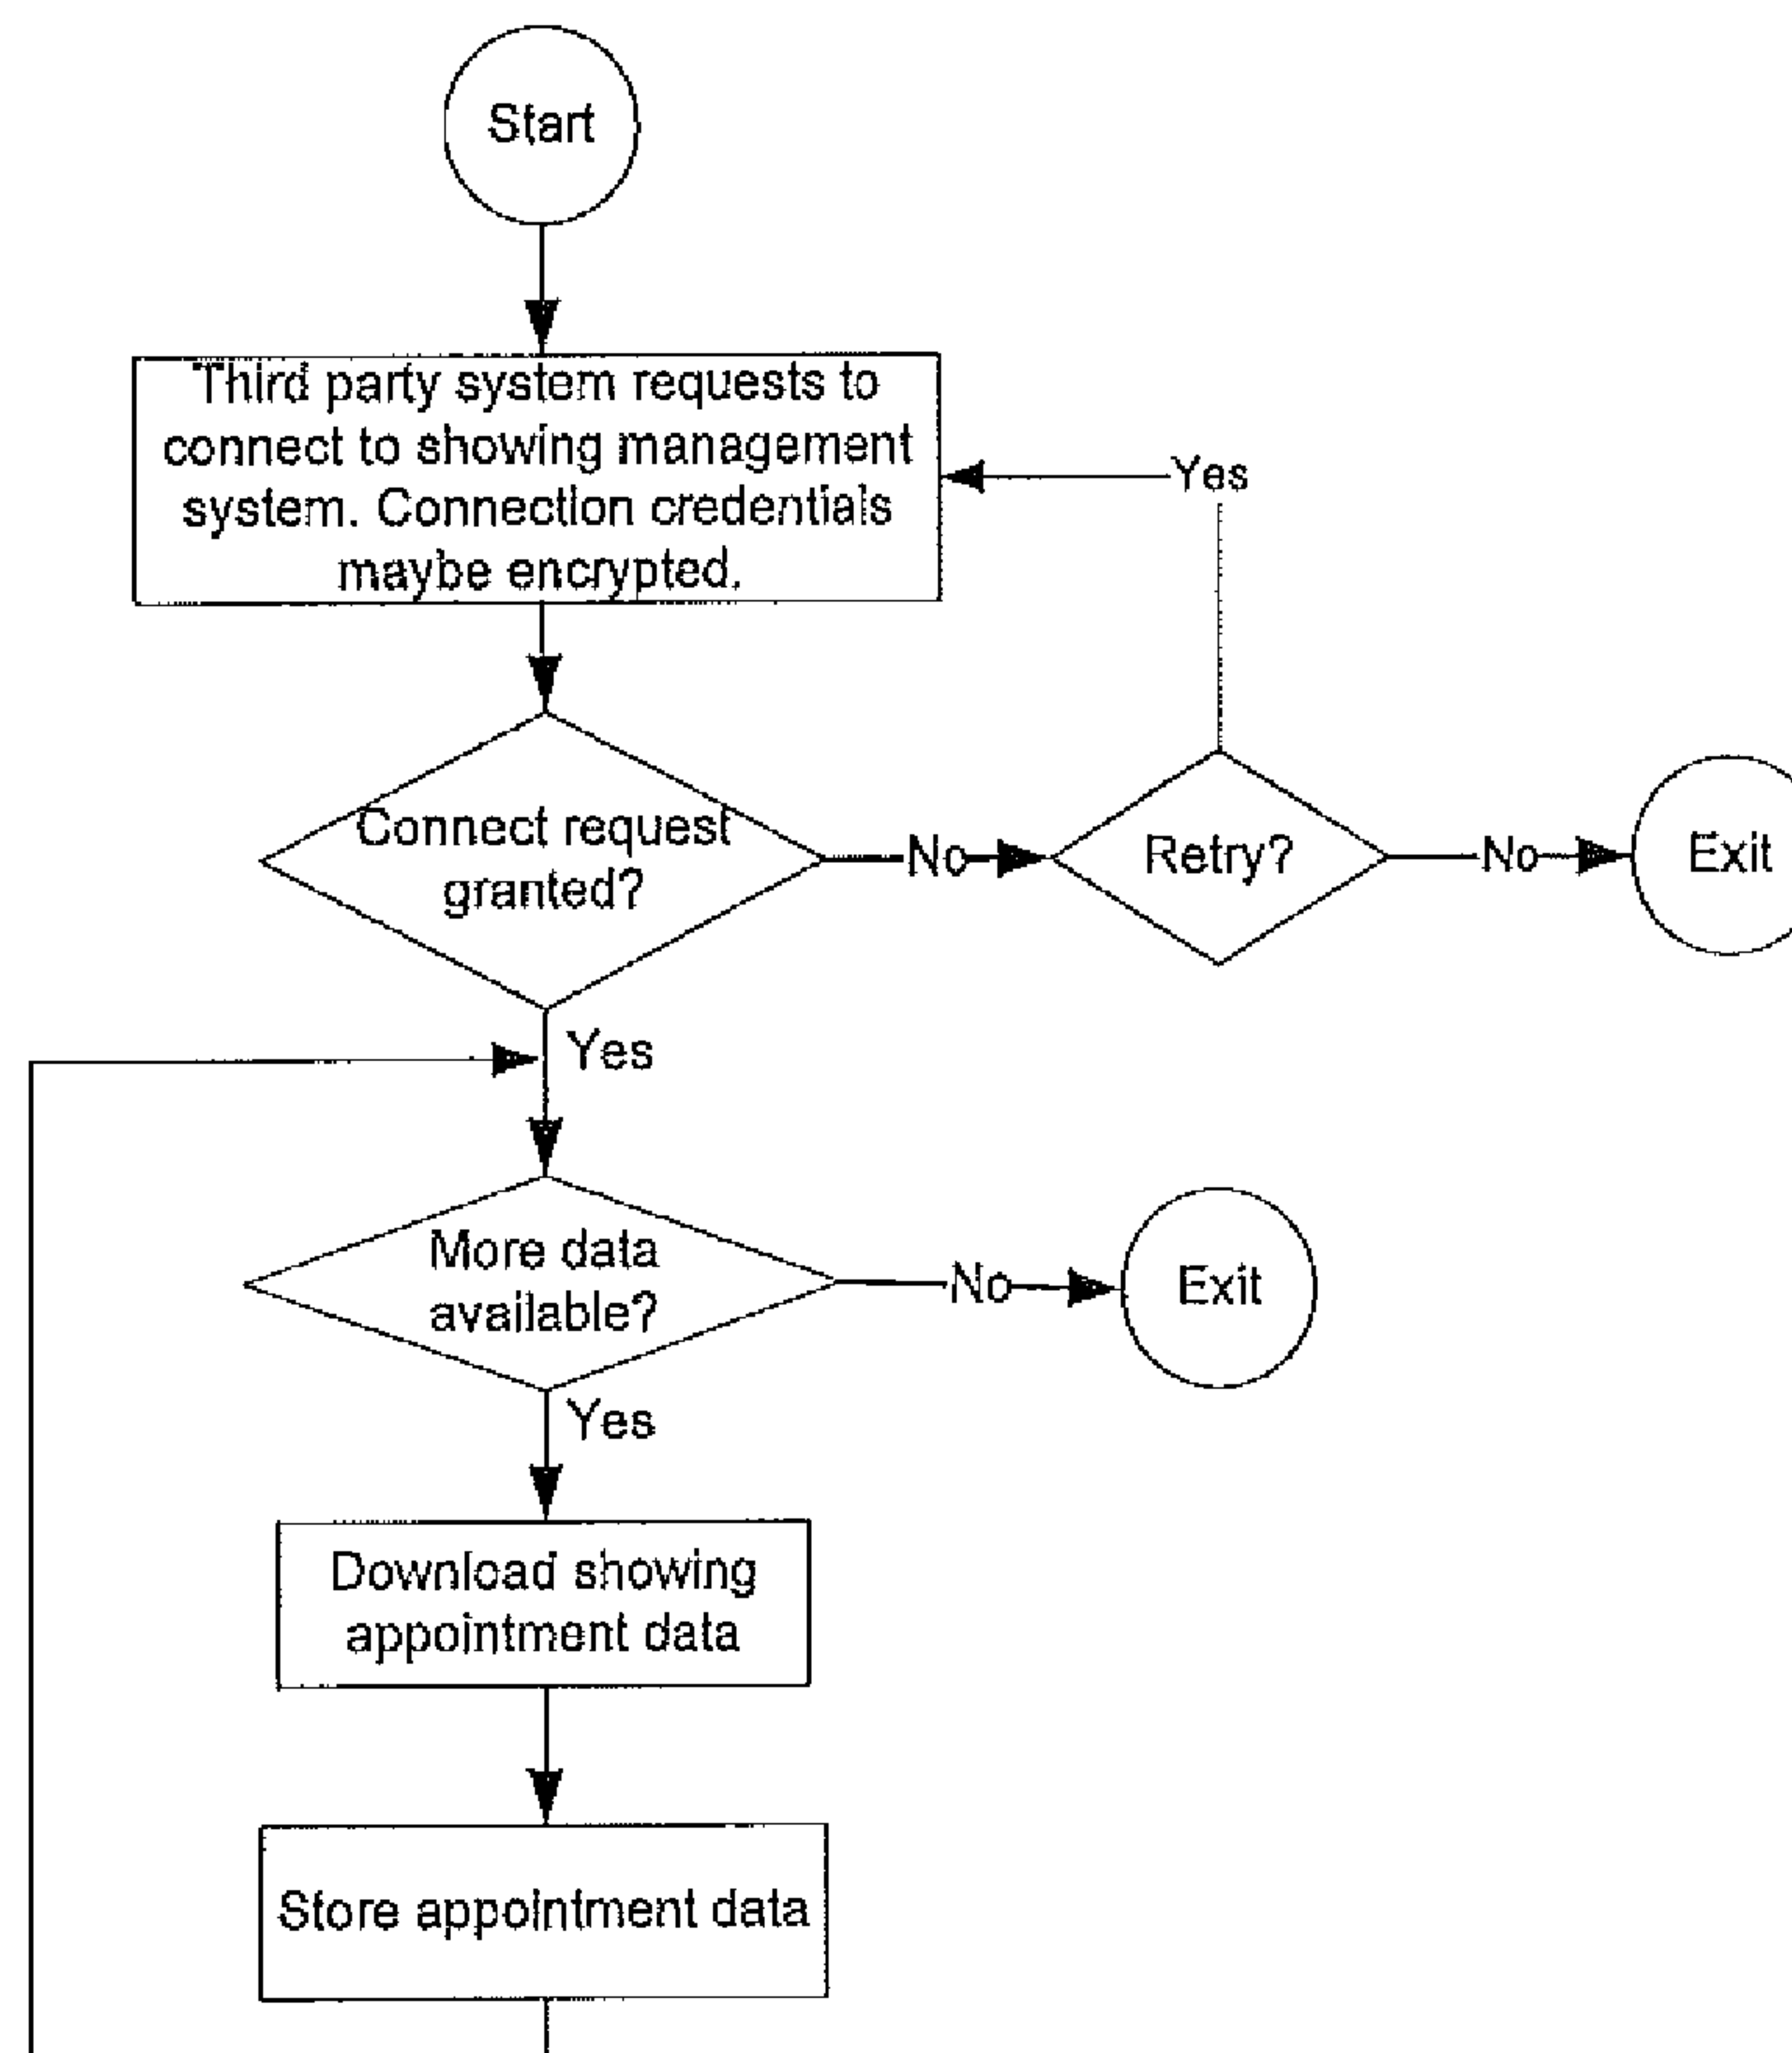 Start
Third party system requests to
connect to showing management
system. Connection credentials
maybe encrypted.
Yes
Connect request
granted?
No
Retry?
No
Exit
Yes
More data
available?
No
Exit
Yes
Download showing
appointment data
Store appointment data